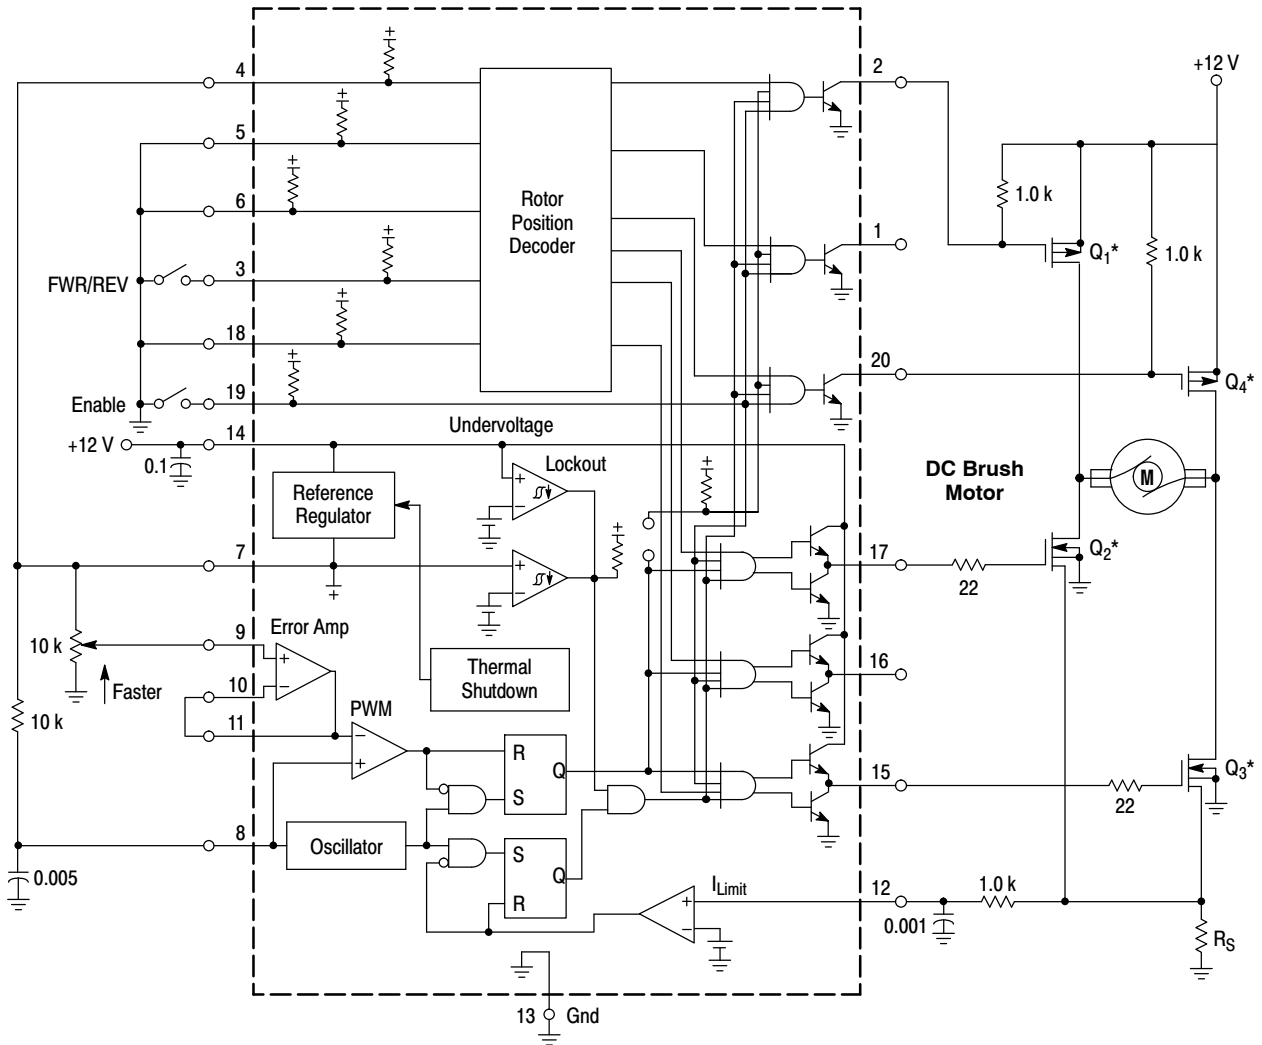 4
2
+12 V
5
1.0 k
6
Rotor
Position
Decoder
1
Q1*
1.0 k
3
FWR/REV
18
20
Q4*
19
Enable
+12 V
14
0.1
Undervoltage
Lockout
DC Brush
Motor
M
Reference
Regulator
7
17
22
Q2*
9
10 k
Error Amp
Faster
10
11
10 k
Thermal
Shutdown
16
PWM
R
Q
S
15
22
Q3*
8
Oscillator
S
Q
R
0.005
ILimit
12
1.0 k
0.001
RS
13
Gnd
+
+
+
+
+
+
+
+
+
+
−
+
−
+
−
−
+
+
−